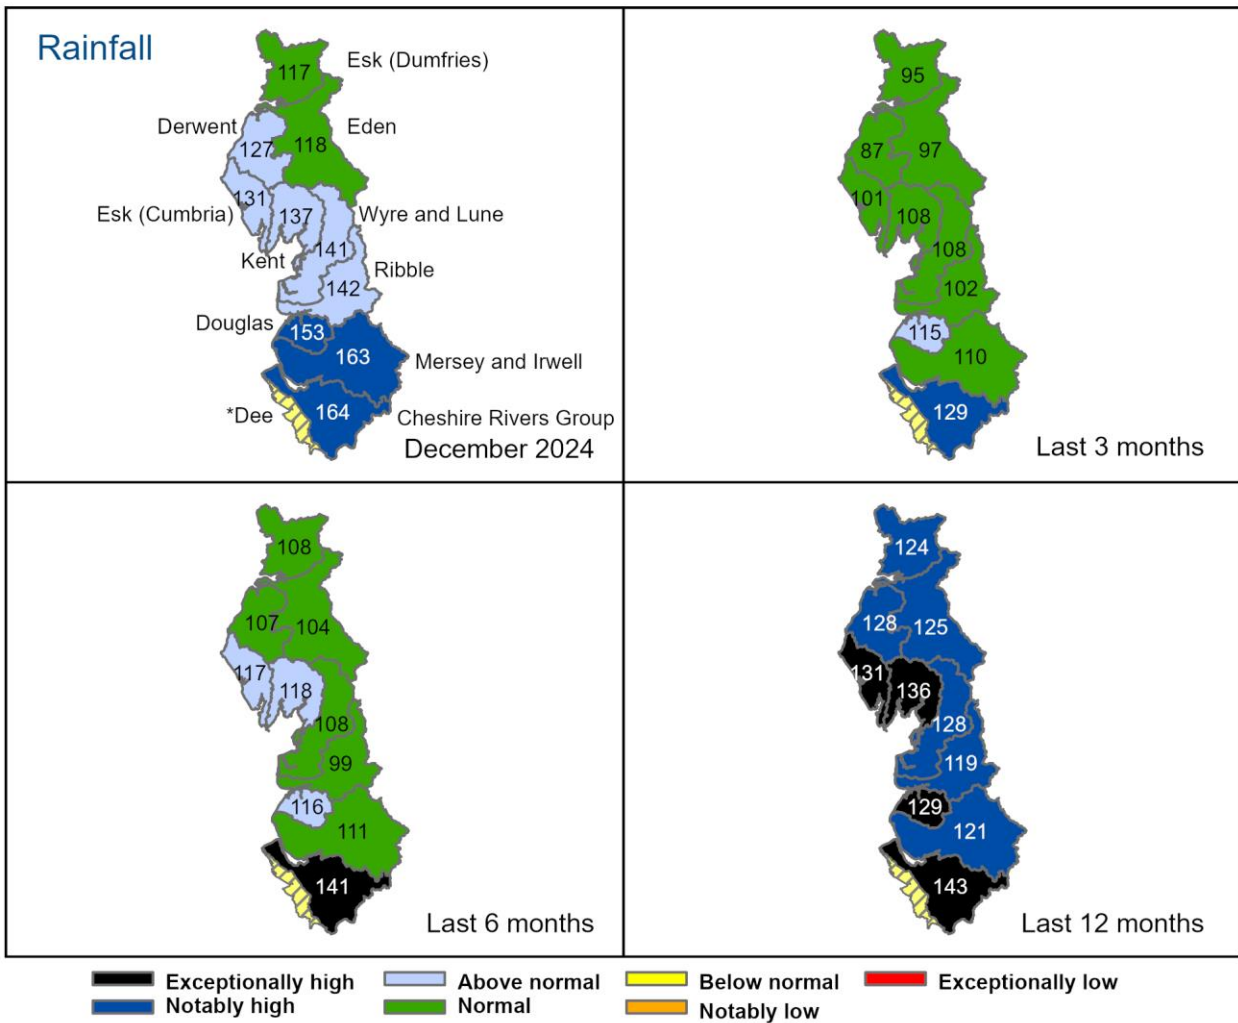 Rainfall
117
Esk (Dumfries)
Derwent
127
118
Eden
131
Esk (Cumbria)
137
Wyre and Lune
141
Kent
Ribble
142
Douglas
153
163
Mersey and Irwell
*Dee
164
Cheshire Rivers Group
December 2024
95
87
97
101
108
108
102
115
110
129
Last 3 months
108
107
104
117
118
108
99
116
111
141
Last 6 months
124
128
125
131
136
128
119
129
121
143
Last 12 months
Exceptionally high
Above normal
Below normal
Exceptionally low
Notably high
Normal
Notably low